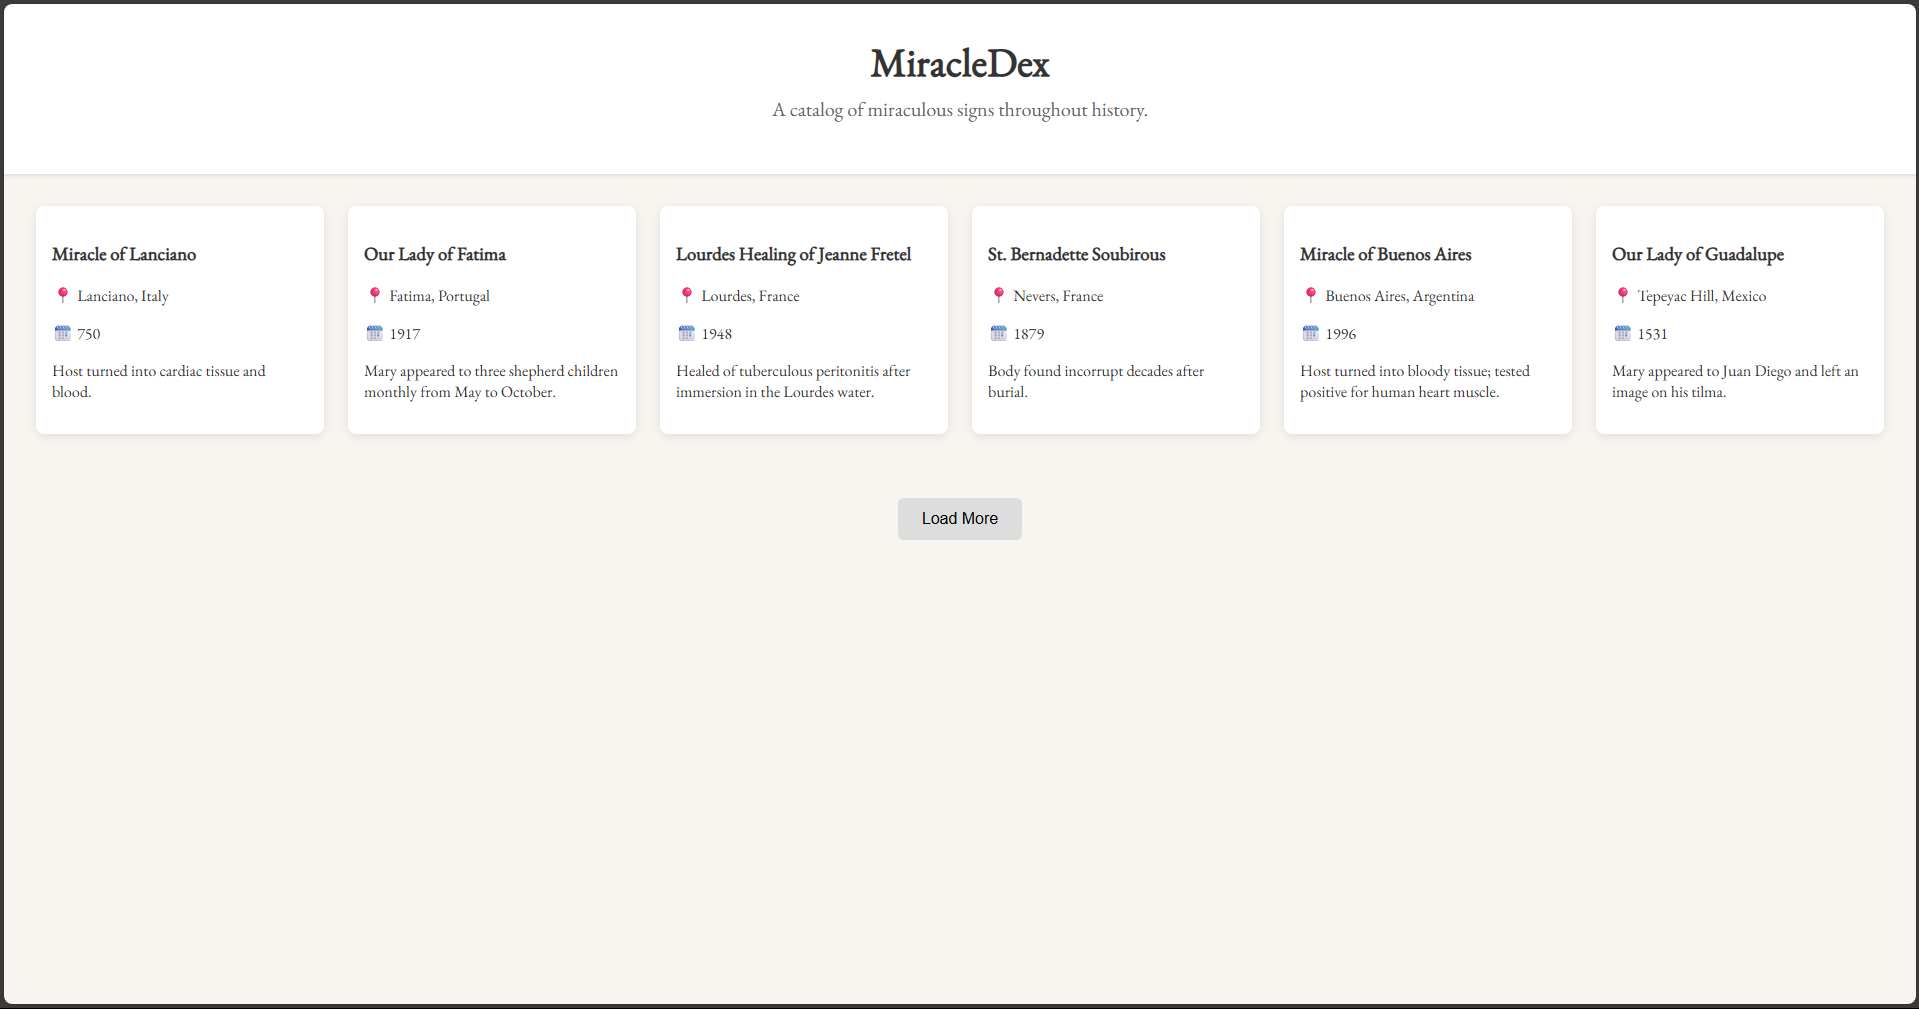 MiracleDex
A catalog of miraculous signs throughout history.
Miracle of Lanciano
Lanciano, Italy
750
Host turned into cardiac tissue and
blood.
Our Lady of Fatima
Fatima, Portugal
1917
Mary appeared to three shepherd children
monthly from May to October.
Lourdes Healing of Jeanne Fretel
Lourdes, France
1948
Healed of tuberculous peritonitis after
immersion in the Lourdes water.
St. Bernadette Soubirous
Nevers, France
1879
Body found incorrupt decades after
burial.
Miracle of Buenos Aires
Buenos Aires, Argentina
1996
Host turned into bloody tissue; tested
positive for human heart muscle.
Our Lady of Guadalupe
Tepeyac Hill, Mexico
1531
Mary appeared to Juan Diego and left an
image on his tilma.
Load More